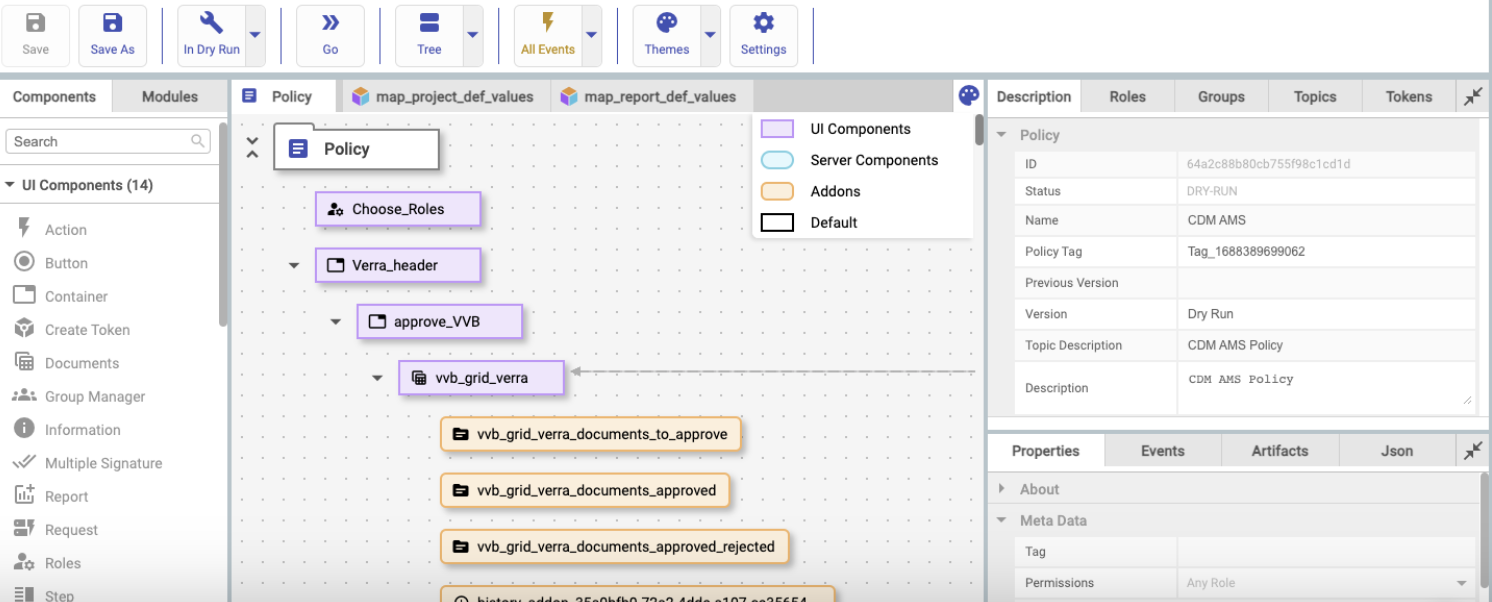 Save
Save As
In Dry Run
Go
Tree
All Events
Themes
Settings
Components
Modules
Search
UI Components (14)
Action
Button
Container
Create Token
Documents
Group Manager
Information
Multiple Signature
Report
Request
Roles
Step
Policy
map_project_def_values
map_report_def_values
Policy
Choose_Roles
Verra_header
approve_VVB
vvb_grid_verra
vvb_grid_verra_documents_to_approve
vvb_grid_verra_documents_approved
vvb_grid_verra_documents_approved_rejected
UI Components
Server Components
Addons
Default
Description
Roles
Groups
Topics
Tokens
Policy
ID 64a2c88b80cb755f98c1cd1d
Status DRY-RUN
Name CDM AMS
Policy Tag Tag_1688389699062
Previous Version
Version Dry Run
Topic Description CDM AMS Policy
Description CDM AMS Policy
Properties
Events
Artifacts
Json
About
Meta Data
Tag
Permissions Any Role